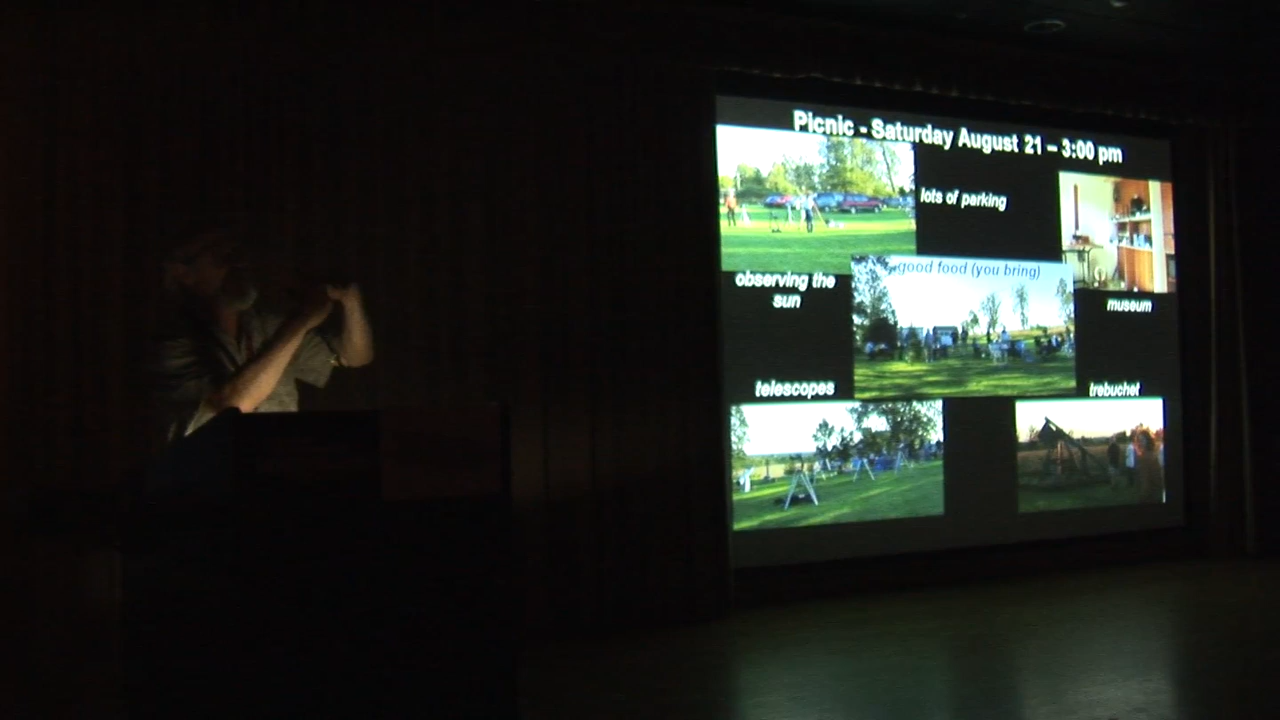 Picnic - Saturday August 21 – 3:00 pm
lots of parking
good food (you bring)
observing the
sun
museum
telescopes
trebuchet